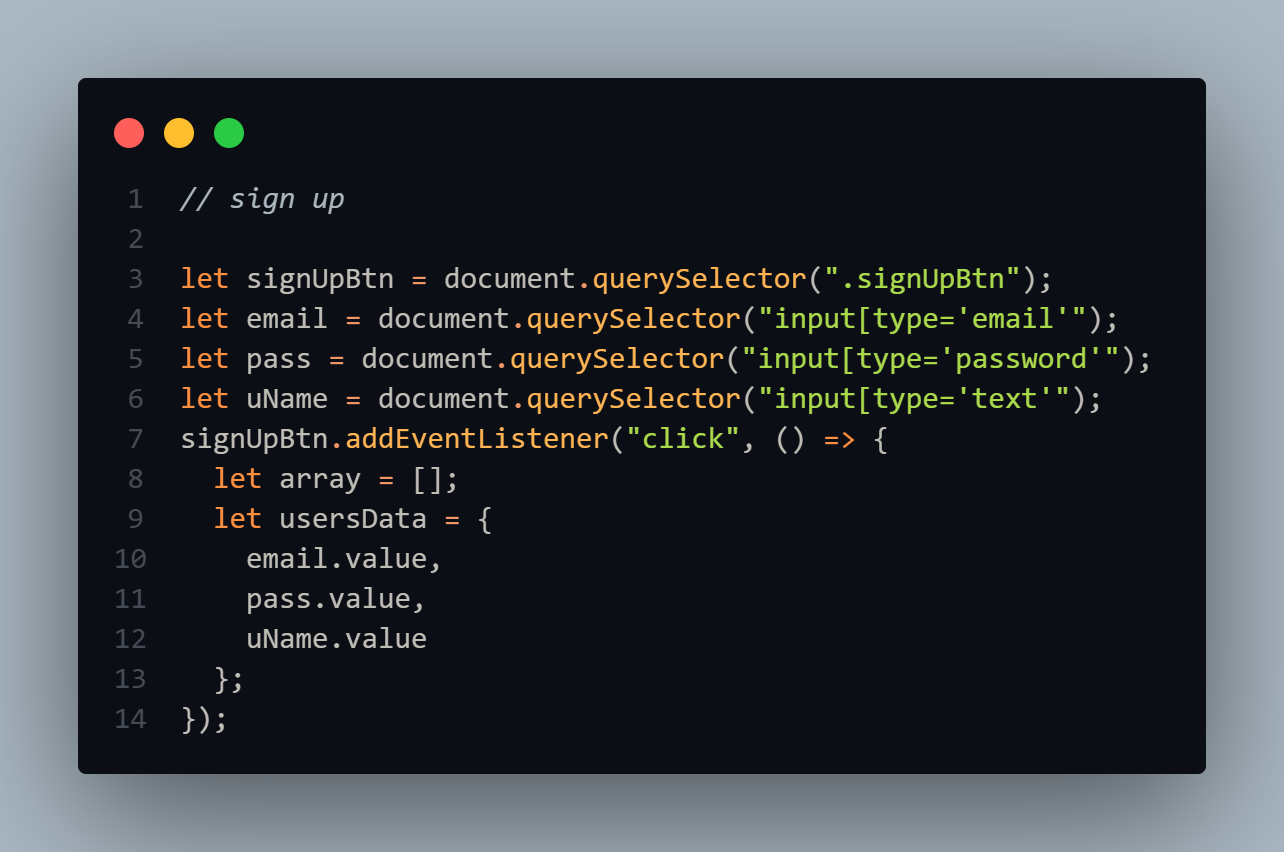 1 // sign up
2
3 let signUpBtn = document.querySelector(".signUpBtn");
4 let email = document.querySelector("input[type='email'");
5 let pass = document.querySelector("input[type='password'");
6 let uName = document.querySelector("input[type='text'");
7 signUpBtn.addEventListener("click", () => {
8   let array = [];
9   let usersData = {
10     email.value,
11     pass.value,
12     uName.value
13   };
14 });